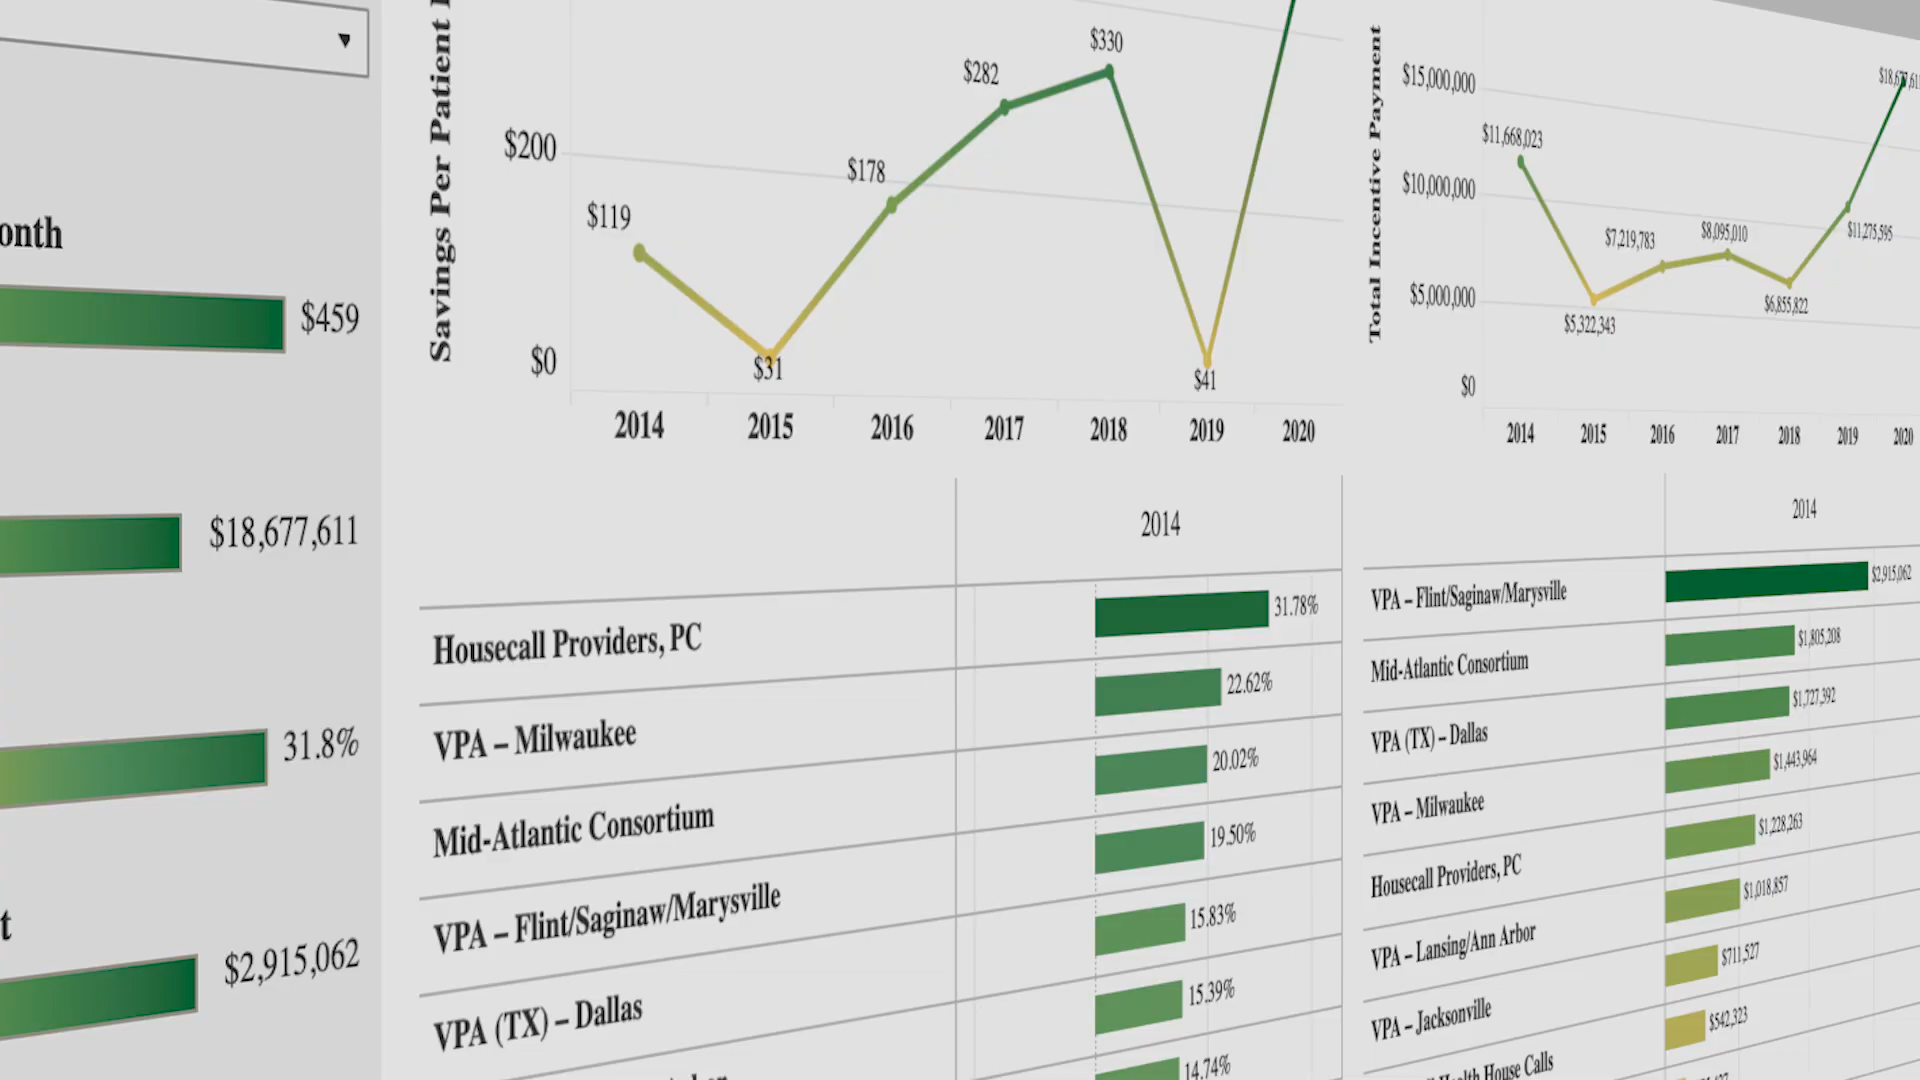 ▼
onth
$459
$18,677,611
31.8%
t
$2,915,062
Savings Per Patient
$200
$0
$119
$31
$178
$282
$330
$41
2014 2015 2016 2017 2018 2019 2020
Total Incentive Payment
$15,000,000
$10,000,000
$5,000,000
$0
$11,668,023
$5,322,343
$7,219,783
$8,095,010
$6,855,822
$11,275,595
2014 2015 2016 2017 2018 2019 2020
2014
Housecall Providers, PC 31.78%
VPA – Milwaukee 22.62%
Mid-Atlantic Consortium 20.02%
VPA – Flint/Saginaw/Marysville 19.50%
VPA (TX) – Dallas 15.83%
15.39%
14.74%
2014
VPA – Flint/Saginaw/Marysville $2,915,062
Mid-Atlantic Consortium $1,805,208
VPA (TX) – Dallas $1,727,392
VPA – Milwaukee $1,443,964
Housecall Providers, PC $1,228,263
VPA – Lansing/Ann Arbor $1,018,857
VPA – Jacksonville $711,527
House Calls $542,323